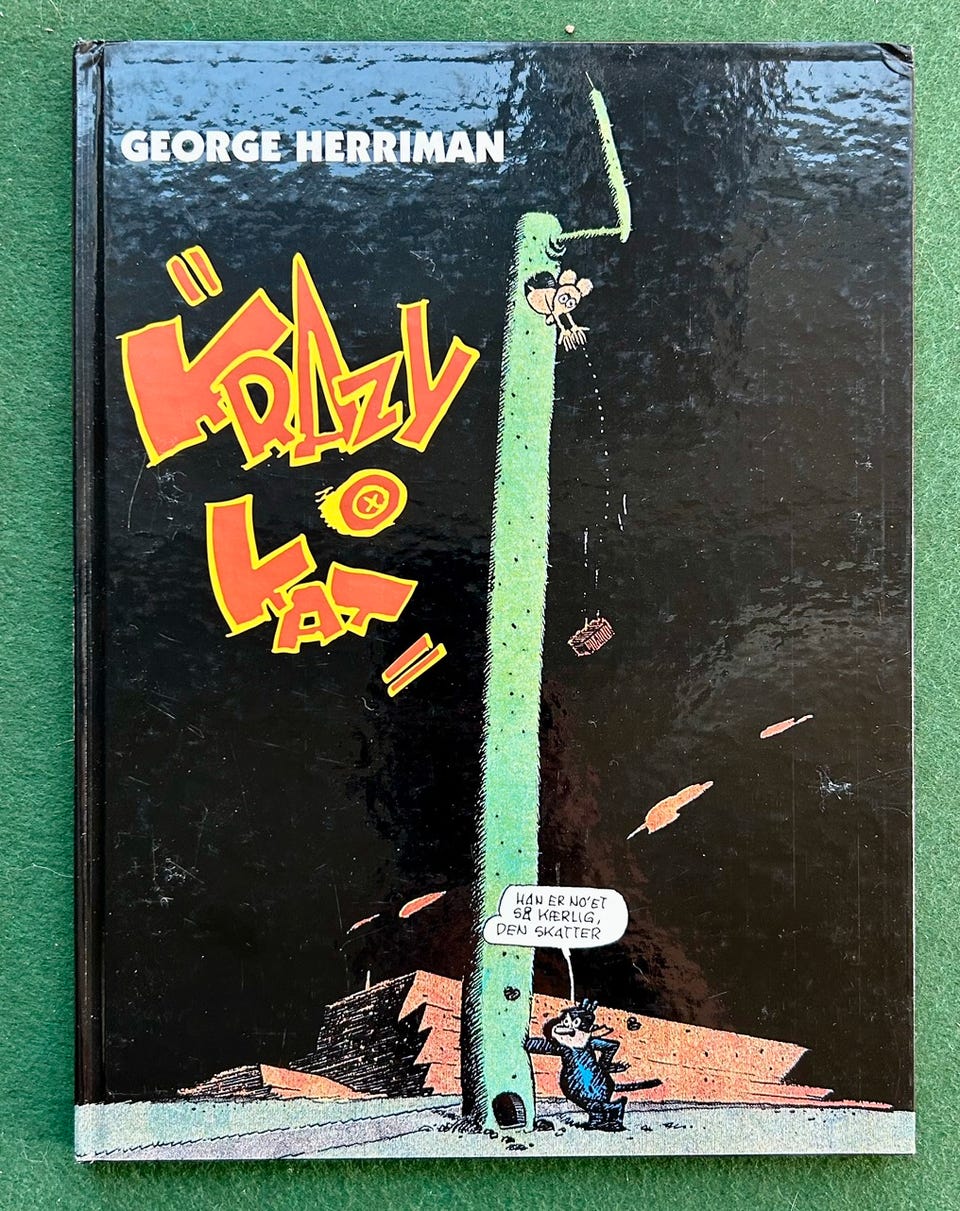 GEORGE HERRIMAN
"KRAZY
KAT"
HAN ER NO'ET
SÅ KÆRLIG,
DEN SKATTER